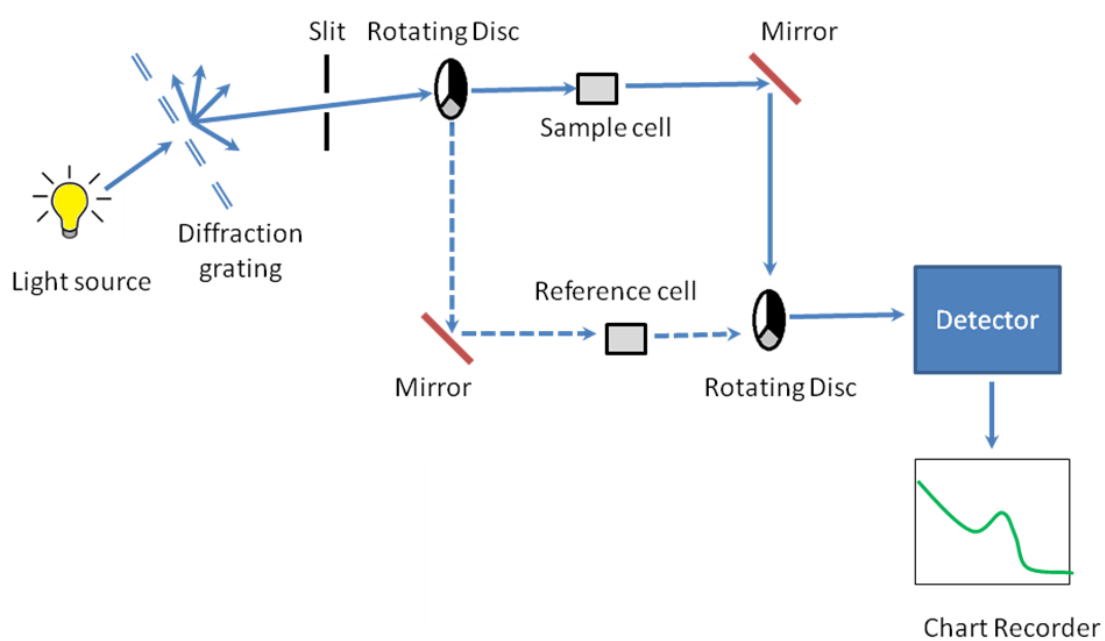 Slit
Rotating Disc
Mirror
Sample cell
Diffraction
grating
Light source
Reference cell
Detector
Mirror
Rotating Disc
Chart Recorder